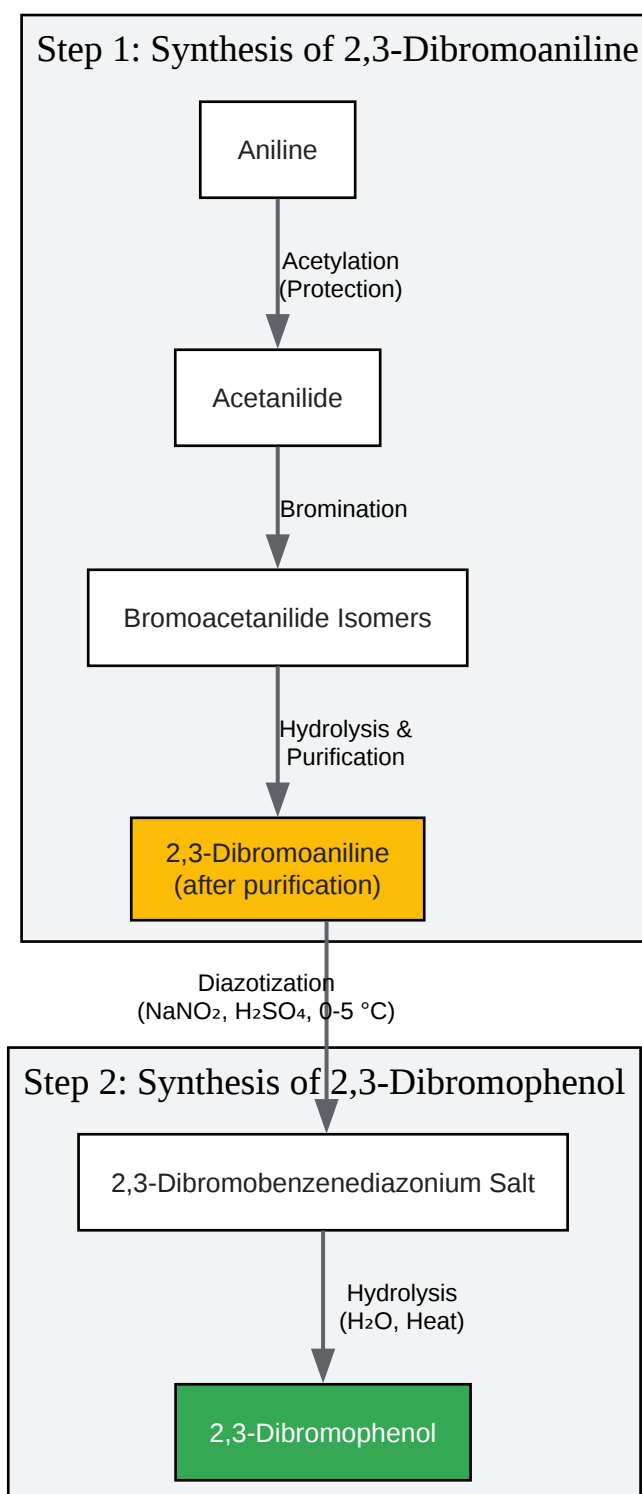 Step 1: Synthesis of 2,3-Dibromoaniline
Aniline
Acetylation
(Protection)
Acetanilide
Bromination
Bromoacetanilide Isomers
Hydrolysis &
Purification
2,3-Dibromoaniline
(after purification)
Diazotization
(NaNO₂, H₂SO₄, 0-5 °C)
Step 2: Synthesis of 2,3-Dibromophenol
2,3-Dibromobenzenediazonium Salt
Hydrolysis
(H₂O, Heat)
2,3-Dibromophenol